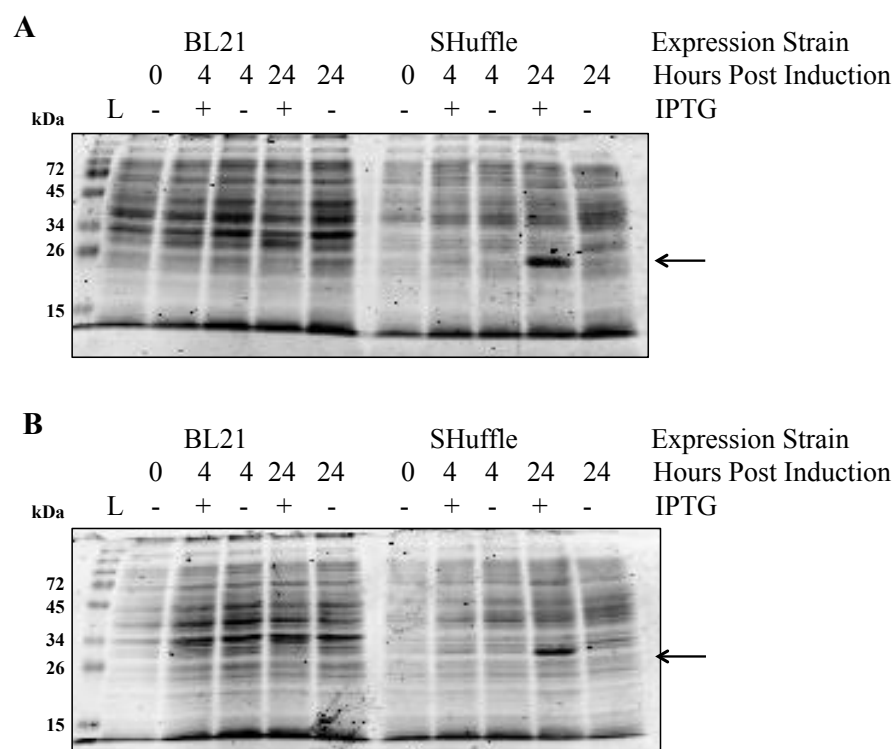 A
BL21 SHuffle Expression Strain
0 4 4 24 24 0 4 4 24 24 Hours Post Induction
kDa L - + - + - - + - + - IPTG
72
45
34
26
15
B
BL21 SHuffle Expression Strain
0 4 4 24 24 0 4 4 24 24 Hours Post Induction
kDa L - + - + - - + - + - IPTG
72
45
34
26
15